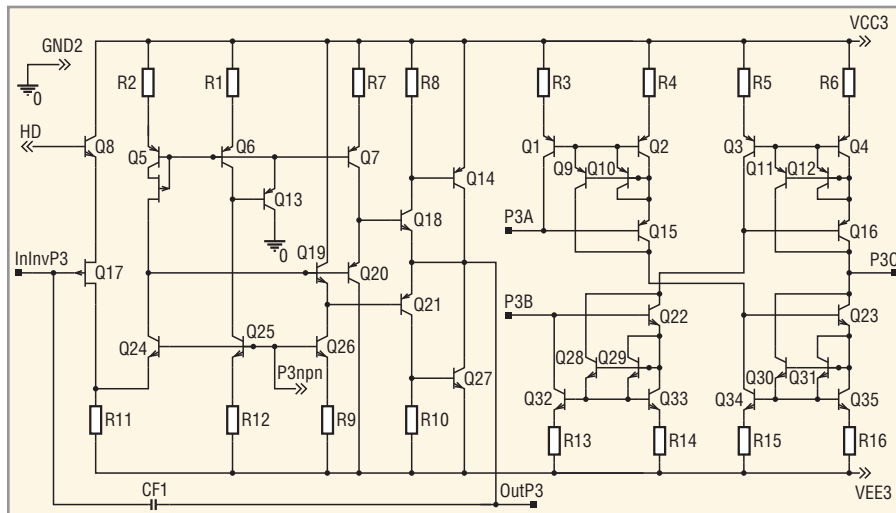 VCC3
GND2
0
R2 R1 R7 R8 R3 R4 R5 R6
HD
Q8 Q5 Q6 Q7 Q1 Q2 Q3 Q4
Q9 Q10 Q11 Q12
Q13 Q14
Q18
0
P3A
Q15 Q16
InInvP3
Q17 Q19 Q20
P3C
Q21
P3B
Q22 Q23
Q24 Q25 Q26
Q28 Q29 Q30 Q31
P3npn
Q27
Q32 Q33 Q34 Q35
R11 R12 R9 R10
R13 R14 R15 R16
CF1
OutP3
VEE3